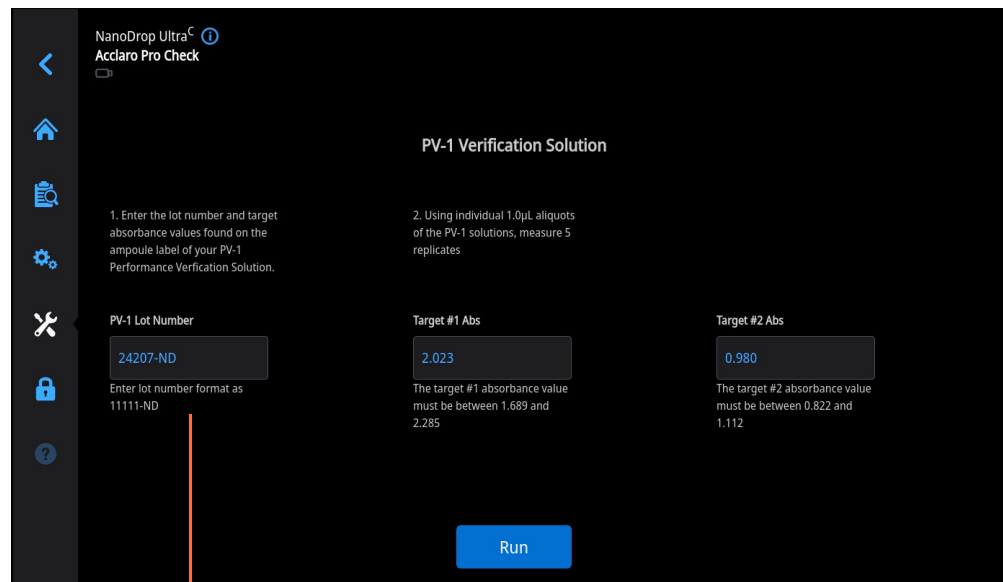 NanoDrop Ultraᶜ
Acclaro Pro Check
PV-1 Verification Solution
1. Enter the lot number and target
absorbance values found on the
ampoule label of your PV-1
Performance Verfication Solution.
2. Using individual 1.0µL aliquots
of the PV-1 solutions, measure 5
replicates
PV-1 Lot Number
24207-ND
Enter lot number format as
11111-ND
Target #1 Abs
2.023
The target #1 absorbance value
must be between 1.689 and
2.285
Target #2 Abs
0.980
The target #2 absorbance value
must be between 0.822 and
1.112
Run